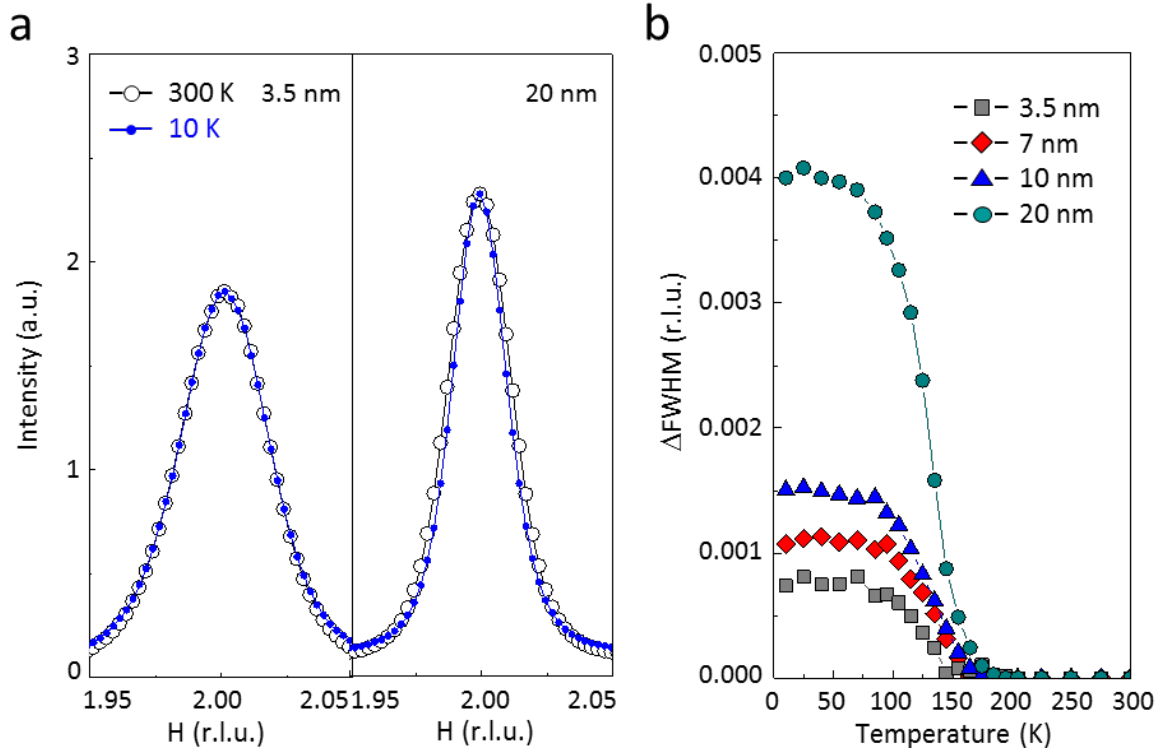 a
3
2
1
0
Intensity (a.u.)
300 K
3.5 nm
10 K
20 nm
1.95
2.00
2.05
1.95
2.00
2.05
H (r.l.u.)
H (r.l.u.)
b
0.005
0.004
0.003
0.002
0.001
0.000
ΔFWHM (r.l.u.)
3.5 nm
7 nm
10 nm
20 nm
0
50
100
150
200
250
300
Temperature (K)